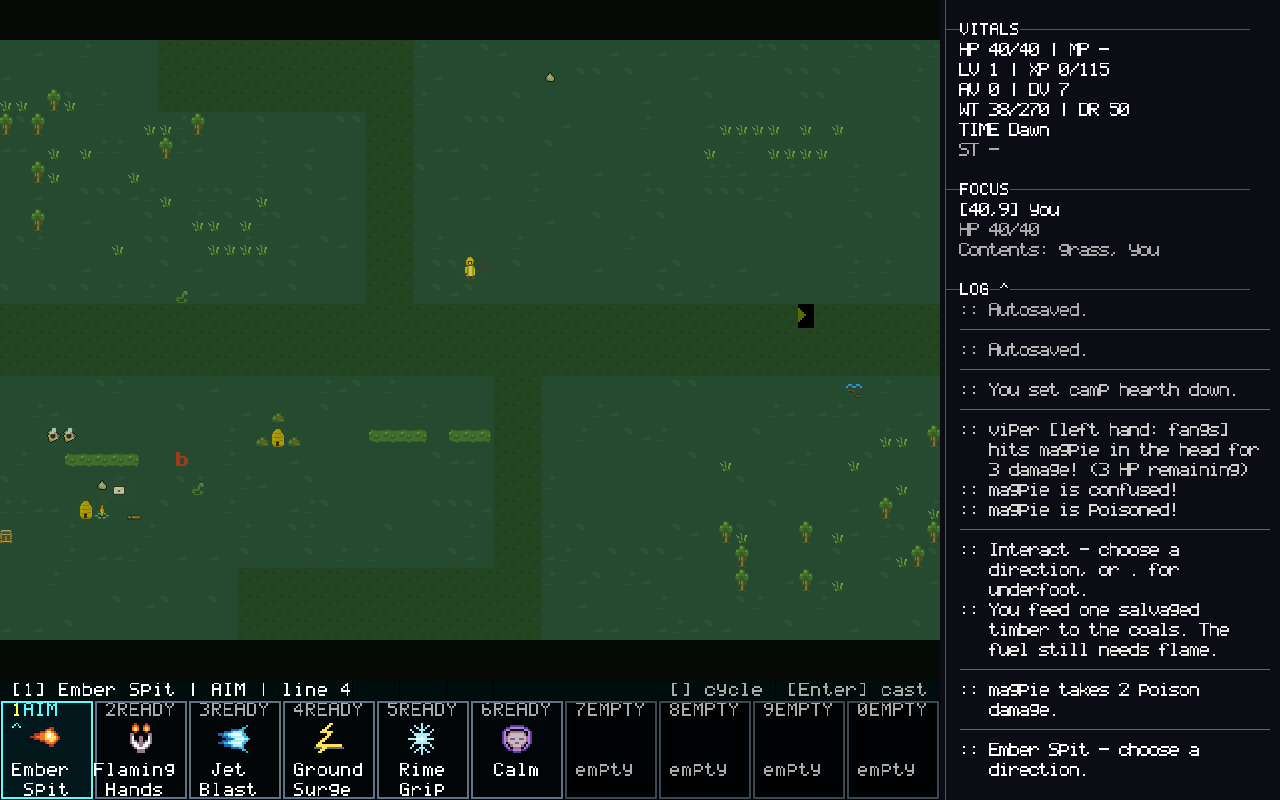 VITALS
HP 40/40 | MP -
LV 1 | XP 0/115
AV 0 | DV 7
WT 38/270 | DR 50
TIME Dawn
ST -
FOCUS
[40,9] You
HP 40/40
Contents: grass, You
LOG ^
:: Autosaved.
:: Autosaved.
:: You set camp hearth down.
:: viper [left hand: fangs]
hits magpie in the head for
3 damage! (3 HP remaining)
:: magpie is confused!
:: magpie is Poisoned!
:: Interact - choose a
direction, or . for
underfoot.
:: You feed one salvaged
timber to the coals. The
fuel still needs flame.
:: magpie takes 2 Poison
damage.
:: Ember Spit - choose a
direction.
b
[1] Ember Spit | AIM | line 4
[] cycle [Enter] cast
1AIM 2READY 3READY 4READY 5READY 6READY 7EMPTY 8EMPTY 9EMPTY 0EMPTY
^
Ember Flaming Jet Ground Rime Calm empty empty empty empty
Spit Hands Blast Surge Grip